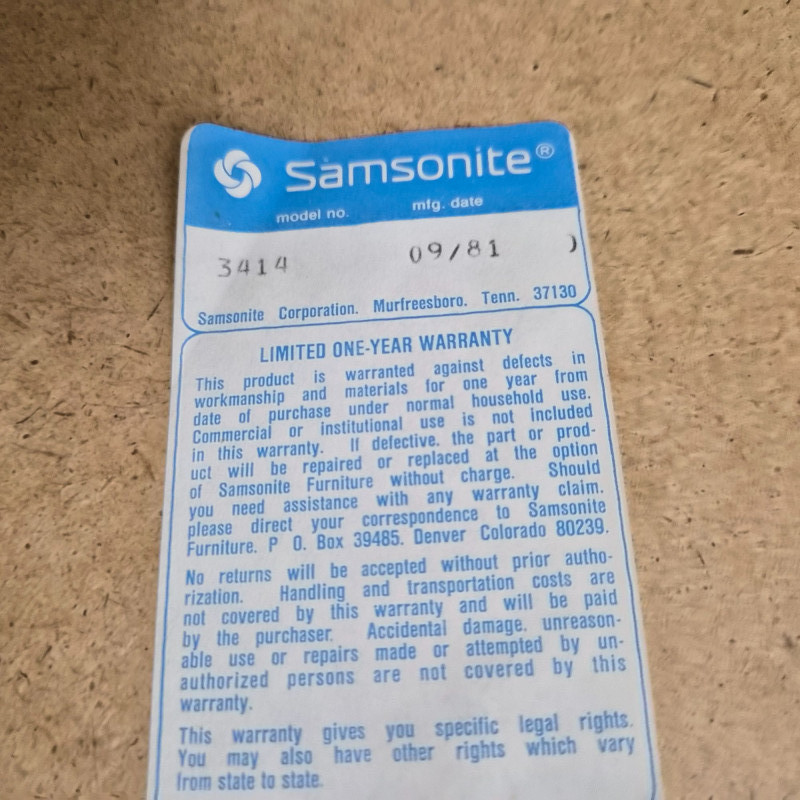 Samsonite®
model no. mfg. date
3414 09/81 )
Samsonite Corporation. Murfreesboro. Tenn. 37130
LIMITED ONE-YEAR WARRANTY
This product is warranted against defects in
workmanship and materials for one year from
date of purchase under normal household use.
Commercial or institutional use is not included
in this warranty. If defective. the part or prod-
uct will be repaired or replaced at the option
of Samsonite Furniture without charge. Should
you need assistance with any warranty claim.
please direct your correspondence to Samsonite
Furniture. P O. Box 39485. Denver Colorado 80239.
No returns will be accepted without prior autho-
rization. Handling and transportation costs are
not covered by this warranty and will be paid
by the purchaser. Accidental damage. unreason-
able use or repairs made or attempted by un-
authorized persons are not covered by this
warranty.
This warranty gives you specific legal rights.
You may also have other rights which vary
from state to state.